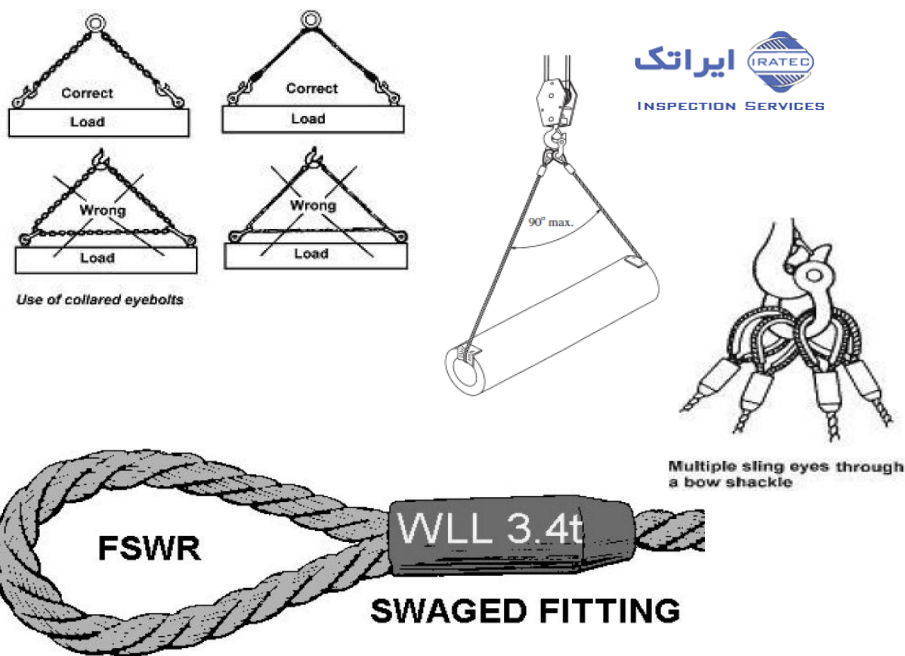 Correct
Load
Correct
Load
Wrong
Load
Wrong
Load
Use of collared eyebolts
90° max.
ایراتک
IRATEC
INSPECTION SERVICES
Multiple sling eyes through
a bow shackle
FSWR
WLL 3.4t
SWAGED FITTING